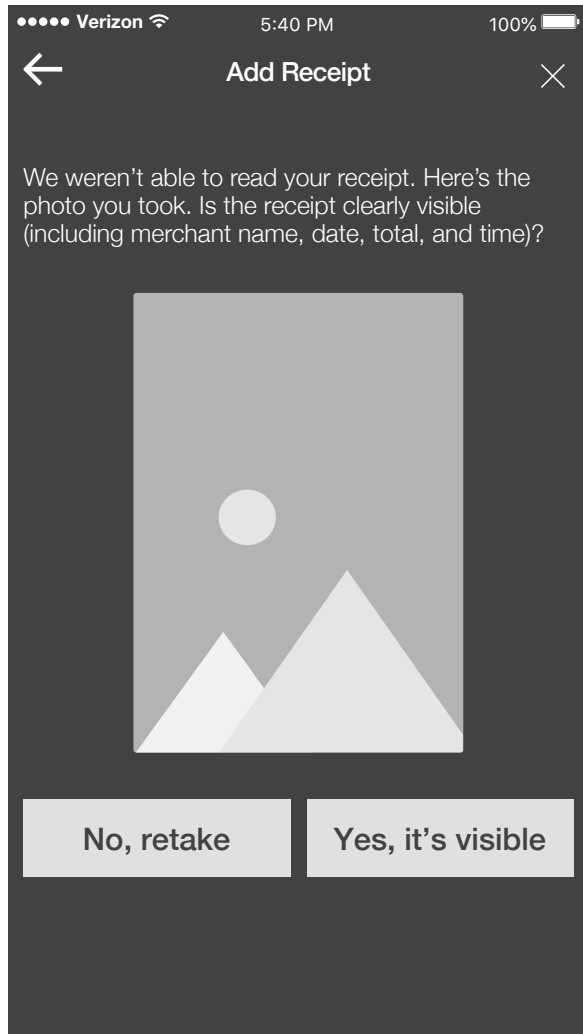 ●●●●● Verizon 5:40 PM 100%
Add Receipt
We weren’t able to read your receipt. Here’s the
photo you took. Is the receipt clearly visible
(including merchant name, date, total, and time)?
No, retake
Yes, it’s visible